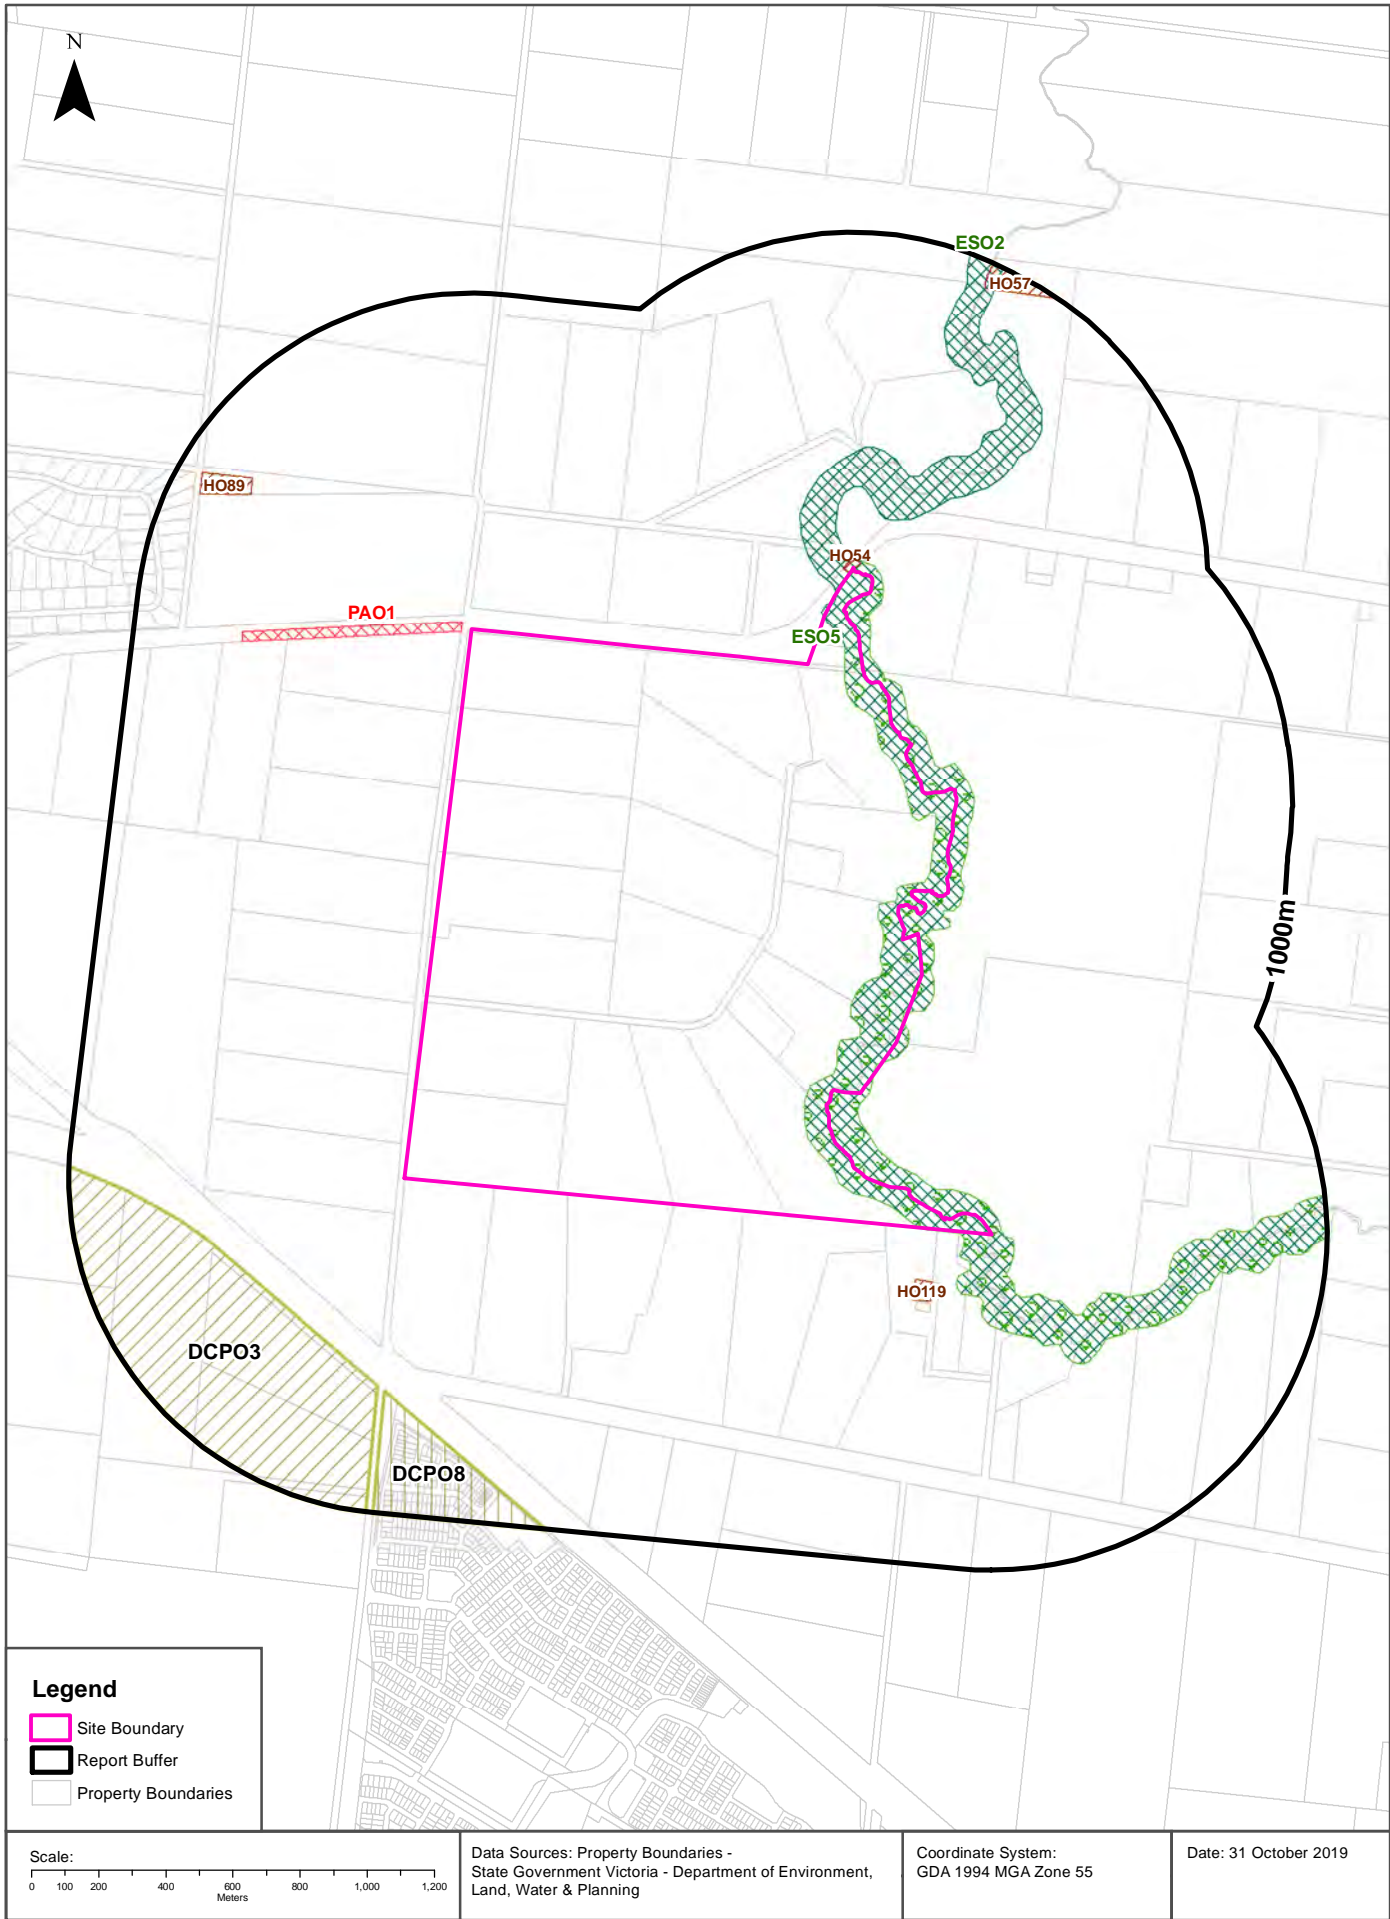 N
ESO2
HO57
HO89
HO54
PAO1
ESO5
1000m
HO119
DCPO3
DCPO8
Legend
Site Boundary
Report Buffer
Property Boundaries
Scale:
0 100 200 400 600 800 1,000 1,200
Meters
Data Sources: Property Boundaries -
State Government Victoria - Department of Environment,
Land, Water & Planning
Coordinate System:
GDA 1994 MGA Zone 55
Date: 31 October 2019